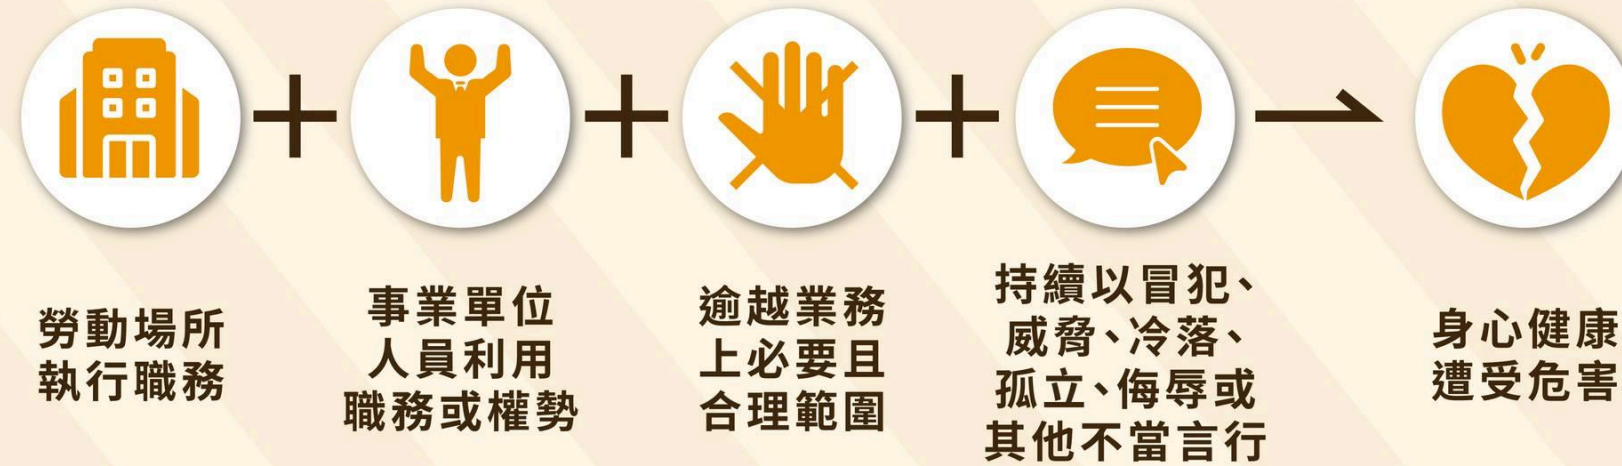 勞動場所
執行職務
事業單位
人員利用
職務或權勢
逾越業務
上必要且
合理範圍
持續以冒犯、
威脅、冷落、
孤立、侮辱或
其他不當言行
身心健康
遭受危害